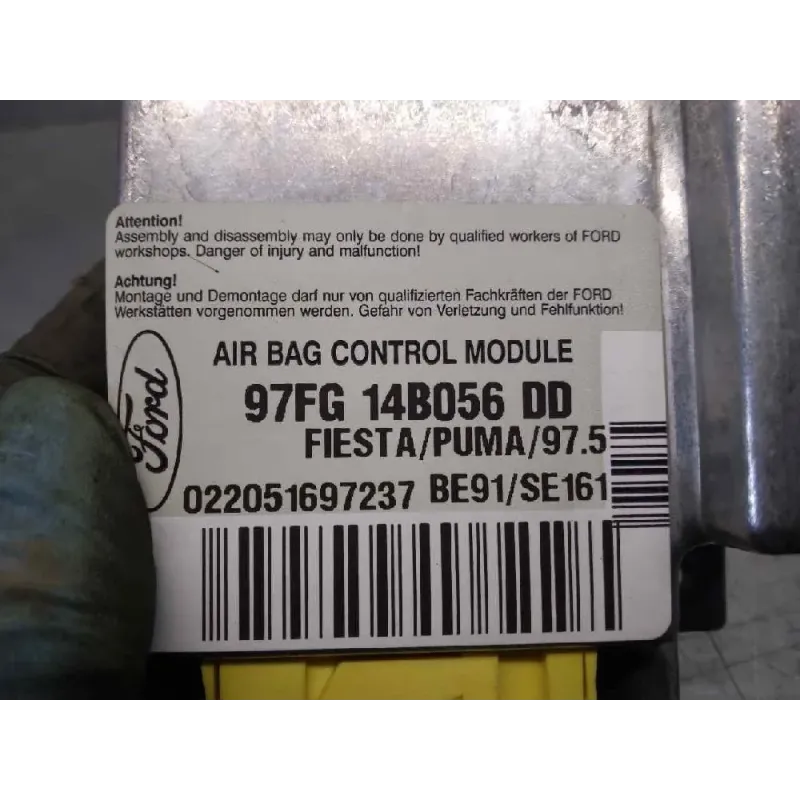 Attention!
Assembly and disassembly may only be done by qualified workers of FORD
workshops. Danger of injury and malfunction!
Achtung!
Montage und Demontage darf nur von qualifizierten Fachkräften der FORD
Werkstätten vorgenommen werden. Gefahr von Verletzung und Fehlfunktion!
Ford
AIR BAG CONTROL MODULE
97FG 14B056 DD
FIESTA/PUMA/97.5
022051697237 BE91/SE161